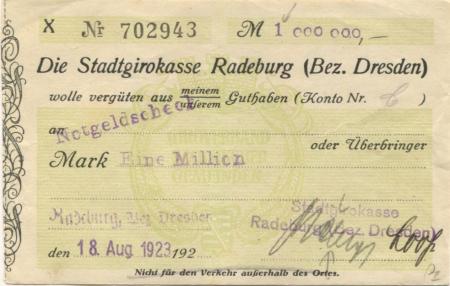 X Nr 702943 M 1 000 000,—
Die Stadtgirokasse Radeburg (Bez. Dresden)
wolle vergüten aus meinem unserem Guthaben (Konto Nr. 6 )
Notgeldscheck
an oder Überbringer
Mark Eine Million
Stadtgirokasse
Radeburg, Bez. Dresden Radeburg (Bez. Dresden)
den 18. Aug 1923 192
Nicht für den Verkehr außerhalb des Ortes.